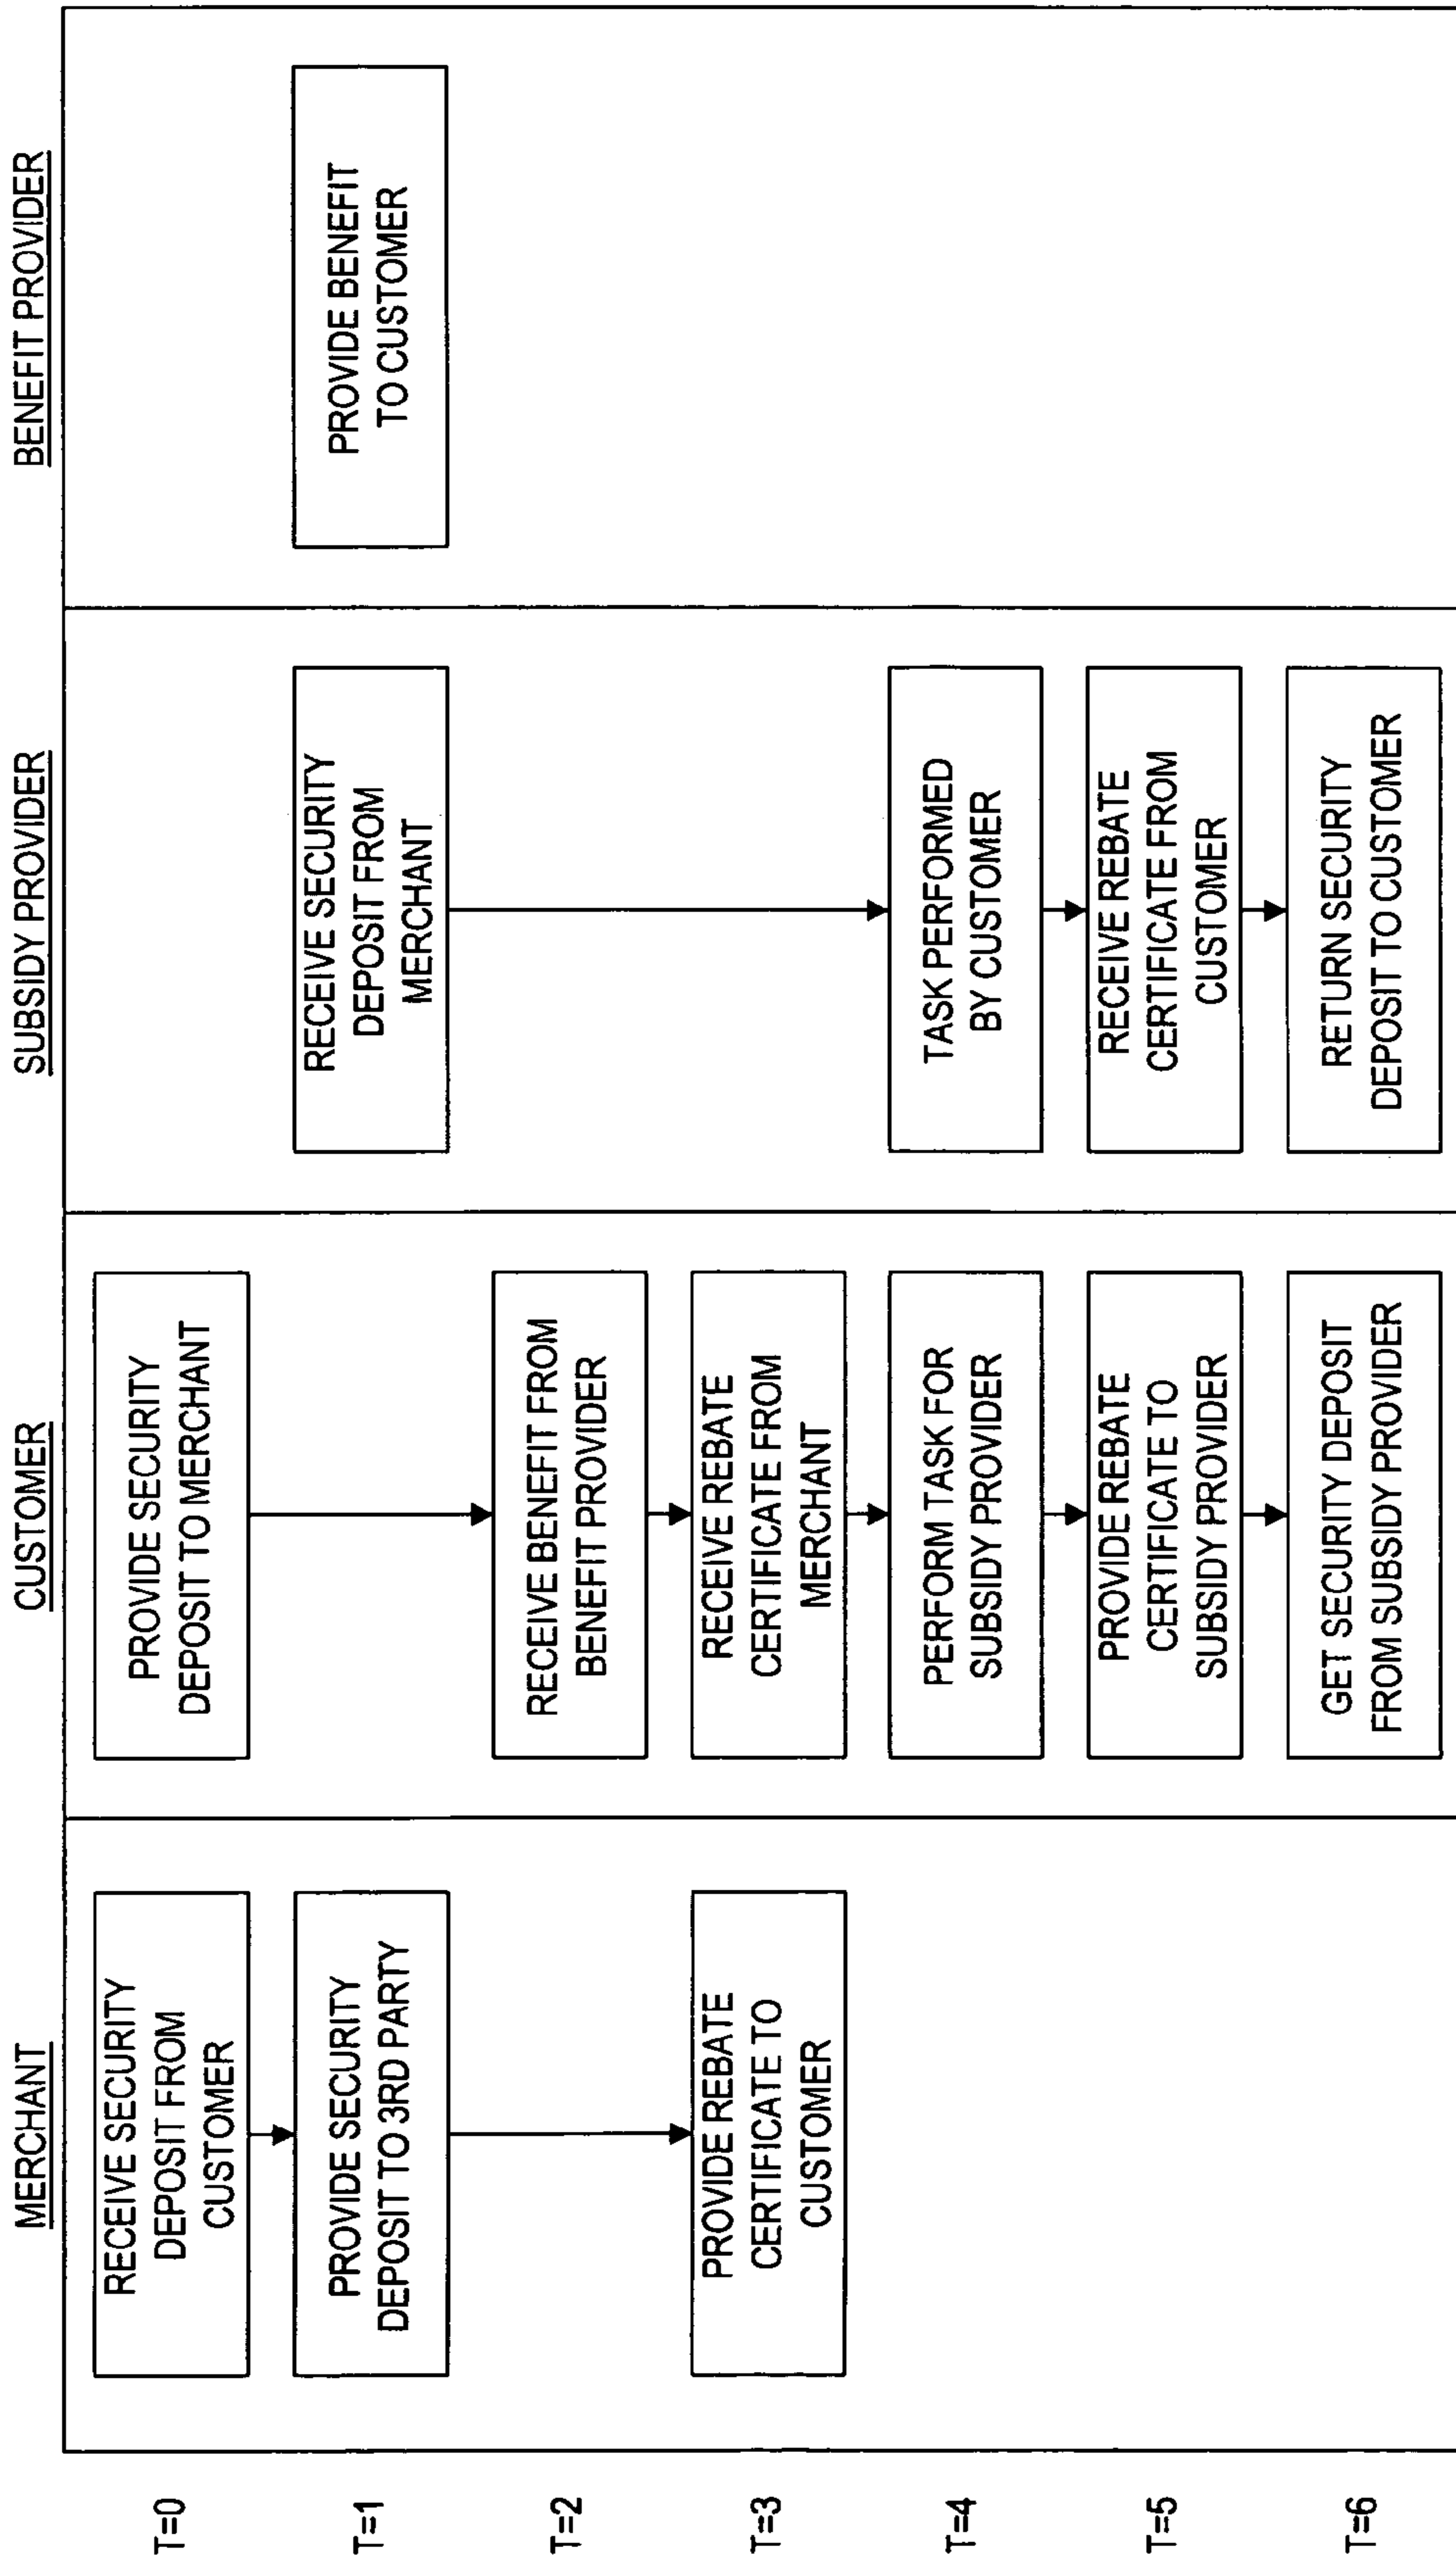 MERCHANT
CUSTOMER
SUBSIDY PROVIDER
BENEFIT PROVIDER
T=0
RECEIVE SECURITY
DEPOSIT FROM
CUSTOMER
PROVIDE SECURITY
DEPOSIT TO MERCHANT
T=1
PROVIDE SECURITY
DEPOSIT TO 3RD PARTY
RECEIVE SECURITY
DEPOSIT FROM
MERCHANT
PROVIDE BENEFIT
TO CUSTOMER
T=2
RECEIVE BENEFIT FROM
BENEFIT PROVIDER
T=3
PROVIDE REBATE
CERTIFICATE TO
CUSTOMER
RECEIVE REBATE
CERTIFICATE FROM
MERCHANT
T=4
PERFORM TASK FOR
SUBSIDY PROVIDER
TASK PERFORMED
BY CUSTOMER
T=5
PROVIDE REBATE
CERTIFICATE TO
SUBSIDY PROVIDER
RECEIVE REBATE
CERTIFICATE FROM
CUSTOMER
T=6
GET SECURITY DEPOSIT
FROM SUBSIDY PROVIDER
RETURN SECURITY
DEPOSIT TO CUSTOMER